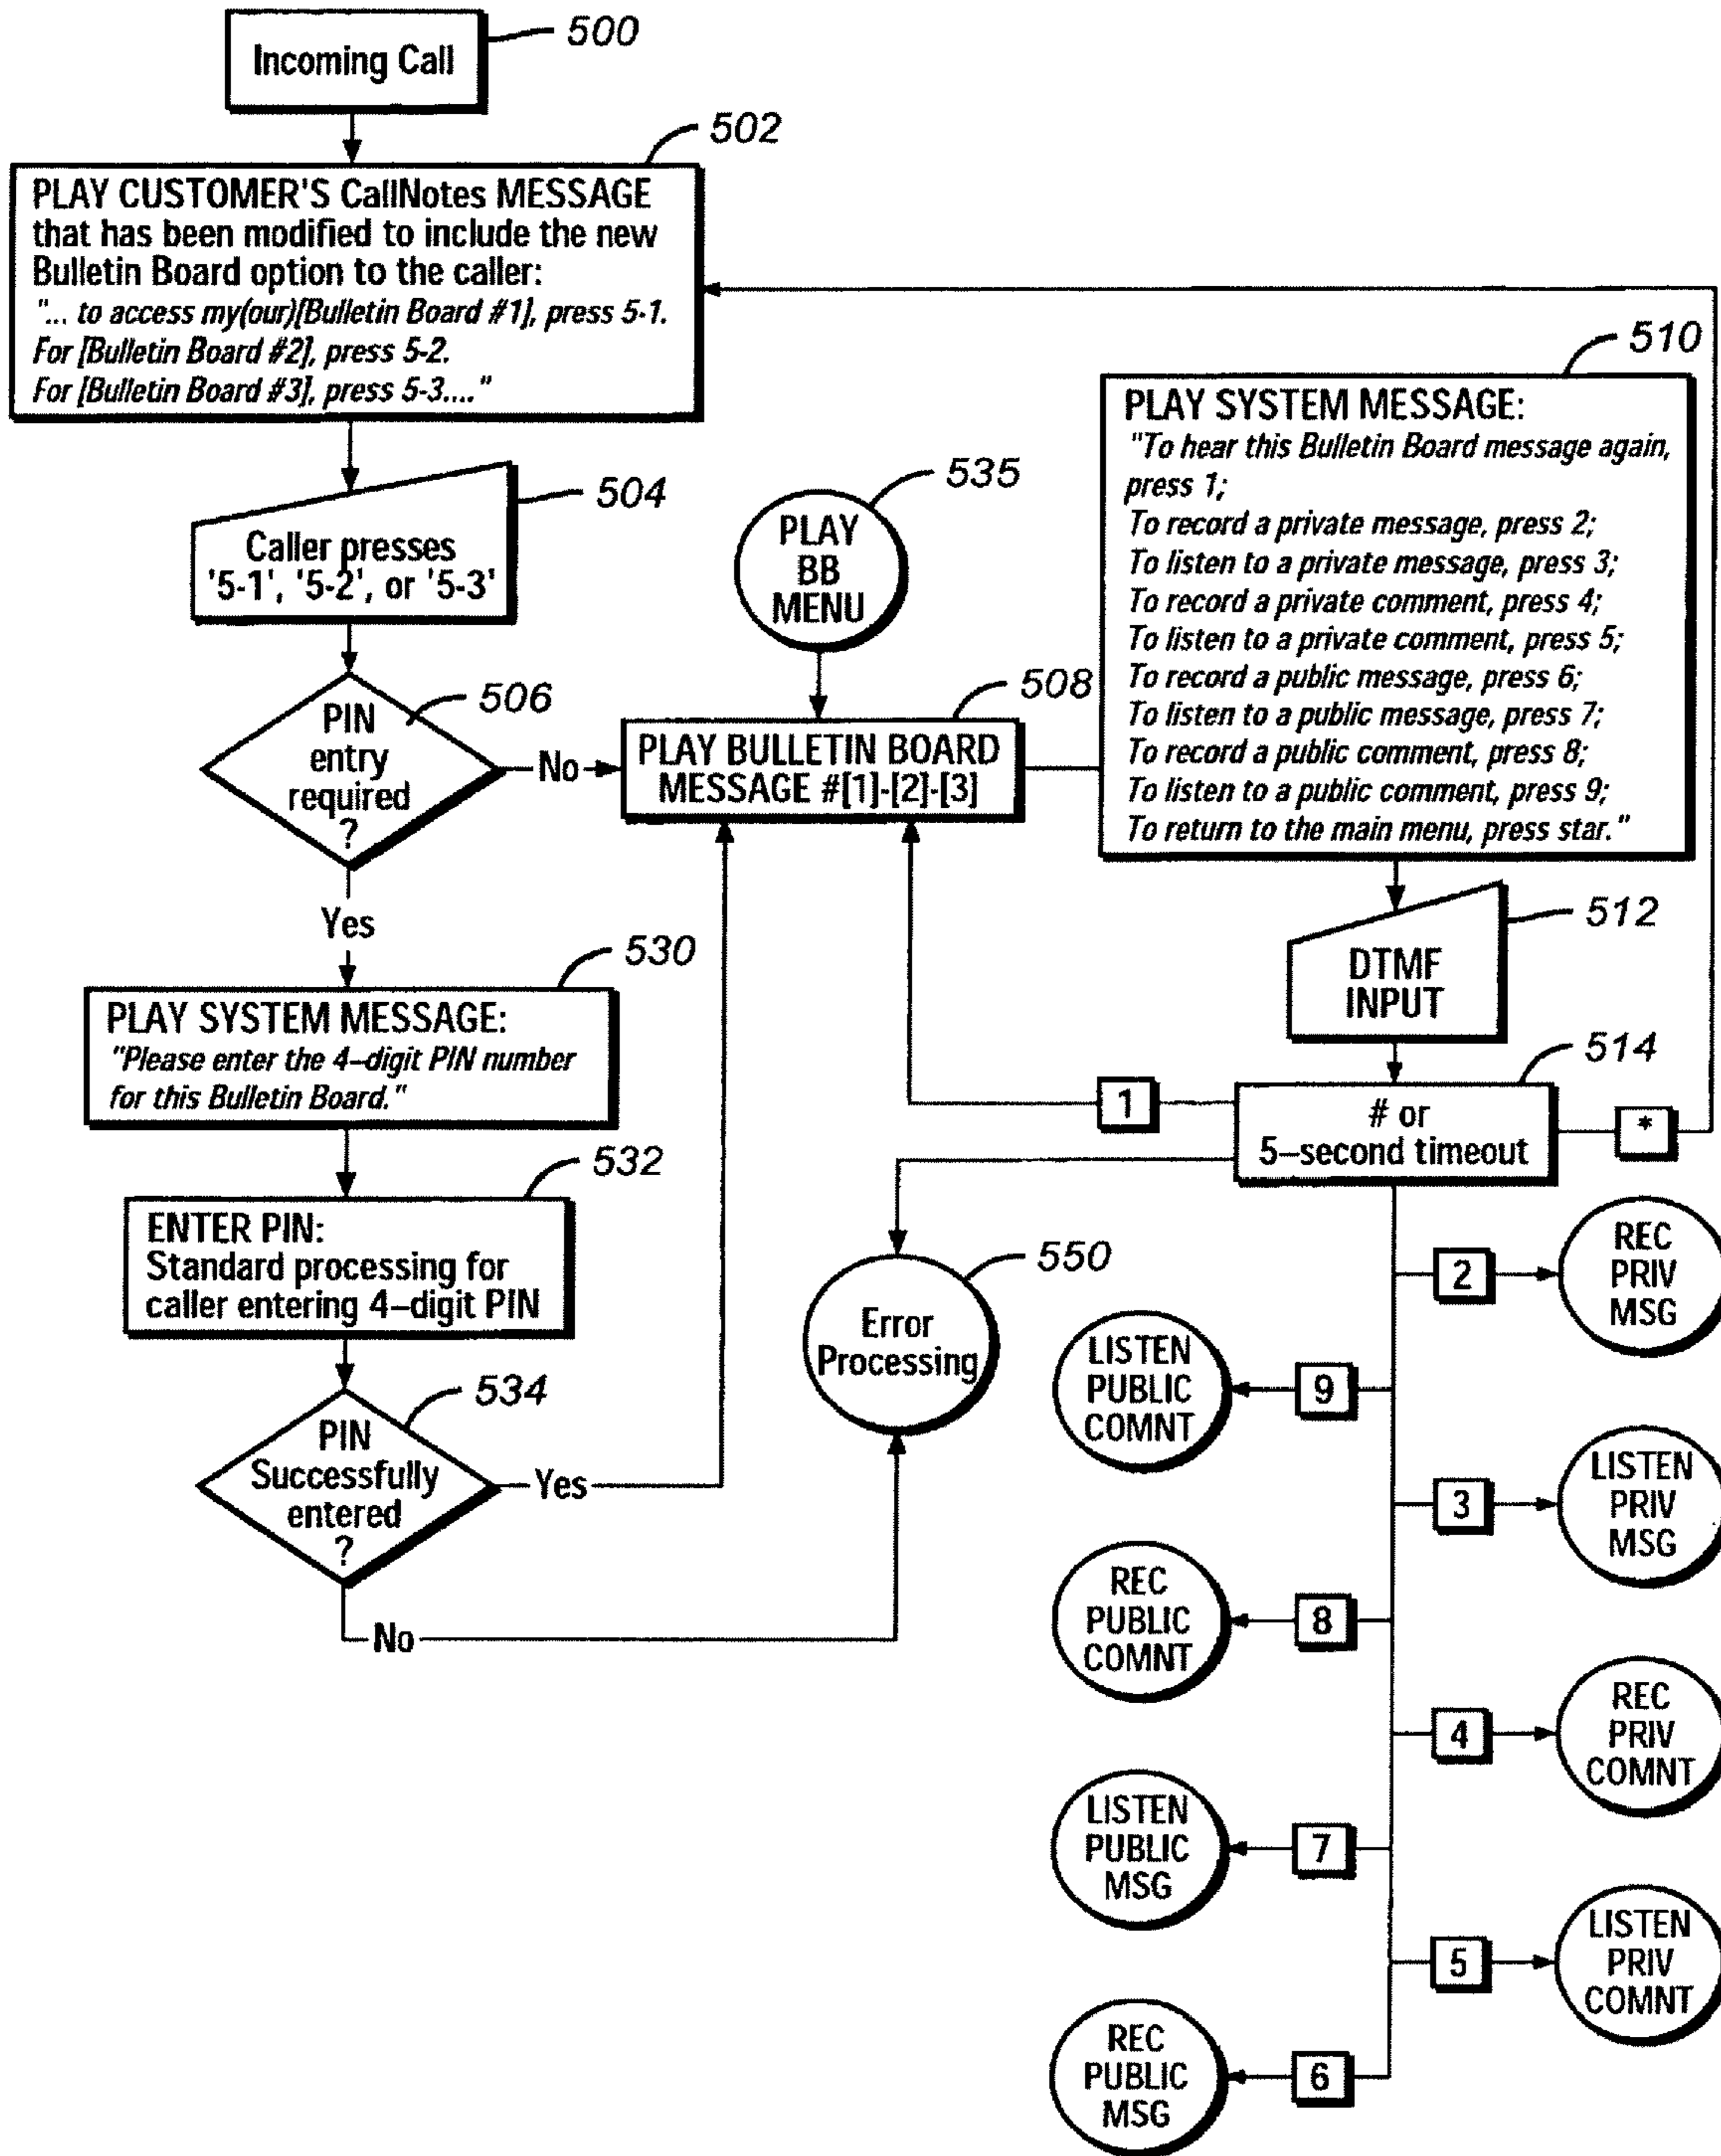 500
Incoming Call
502
PLAY CUSTOMER'S CallNotes MESSAGE
that has been modified to include the new
Bulletin Board option to the caller:
"... to access my(our)[Bulletin Board #1], press 5-1.
For [Bulletin Board #2], press 5-2.
For [Bulletin Board #3], press 5-3...."
504
Caller presses
'5-1', '5-2', or '5-3'
506
PIN
entry
required
?
No
Yes
530
PLAY SYSTEM MESSAGE:
"Please enter the 4–digit PIN number
for this Bulletin Board."
532
ENTER PIN:
Standard processing for
caller entering 4–digit PIN
534
PIN
Successfully
entered
?
Yes
No
535
PLAY
BB
MENU
508
PLAY BULLETIN BOARD
MESSAGE #[1]-[2]-[3]
510
PLAY SYSTEM MESSAGE:
"To hear this Bulletin Board message again,
press 1;
To record a private message, press 2;
To listen to a private message, press 3;
To record a private comment, press 4;
To listen to a private comment, press 5;
To record a public message, press 6;
To listen to a public message, press 7;
To record a public comment, press 8;
To listen to a public comment, press 9;
To return to the main menu, press star."
512
DTMF
INPUT
514
# or
5–second timeout
1
*
550
Error
Processing
2
REC
PRIV
MSG
9
LISTEN
PUBLIC
COMNT
3
LISTEN
PRIV
MSG
8
REC
PUBLIC
COMNT
4
REC
PRIV
COMNT
7
LISTEN
PUBLIC
MSG
5
LISTEN
PRIV
COMNT
6
REC
PUBLIC
MSG